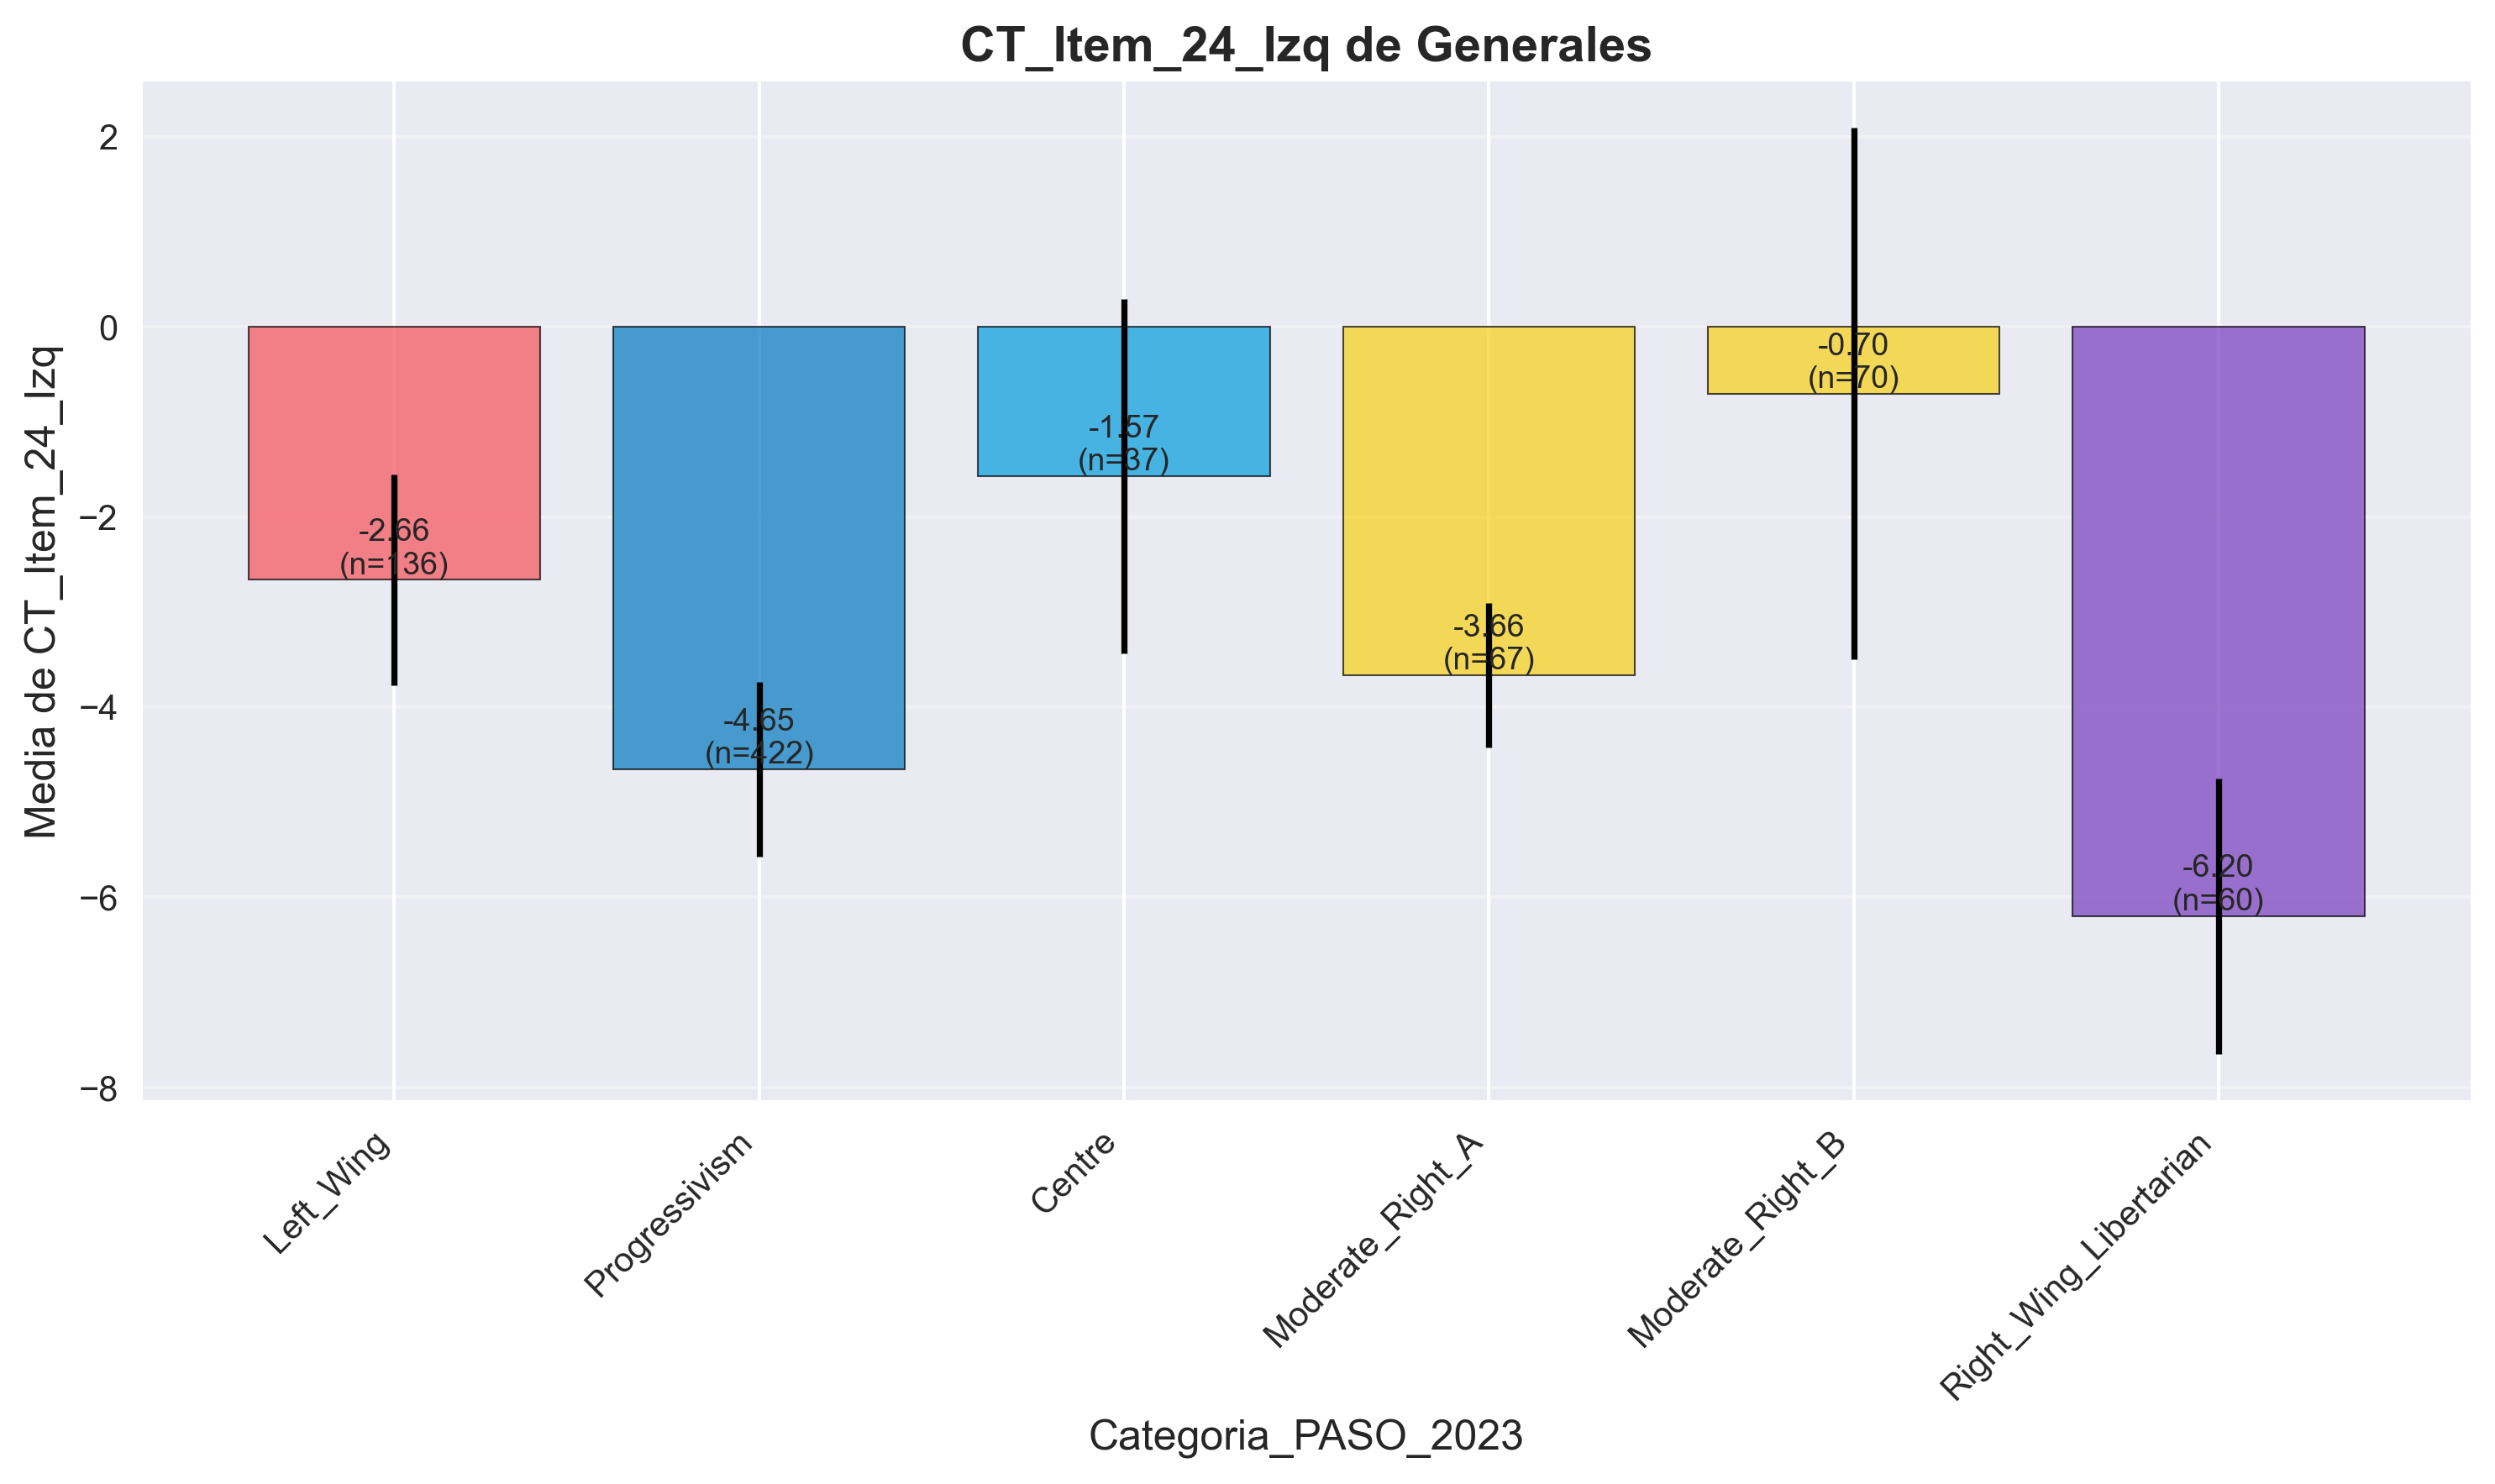 CT_Item_24_Izq de Generales
Media de CT_Item_24_Izq
2
0
−2
−4
−6
−8
-2.66
(n=136)
-4.65
(n=422)
-1.57
(n=37)
-3.66
(n=67)
-0.70
(n=70)
-6.20
(n=60)
Left_Wing
Progressivism
Centre
Moderate_Right_A
Moderate_Right_B
Right_Wing_Libertarian
Categoria_PASO_2023